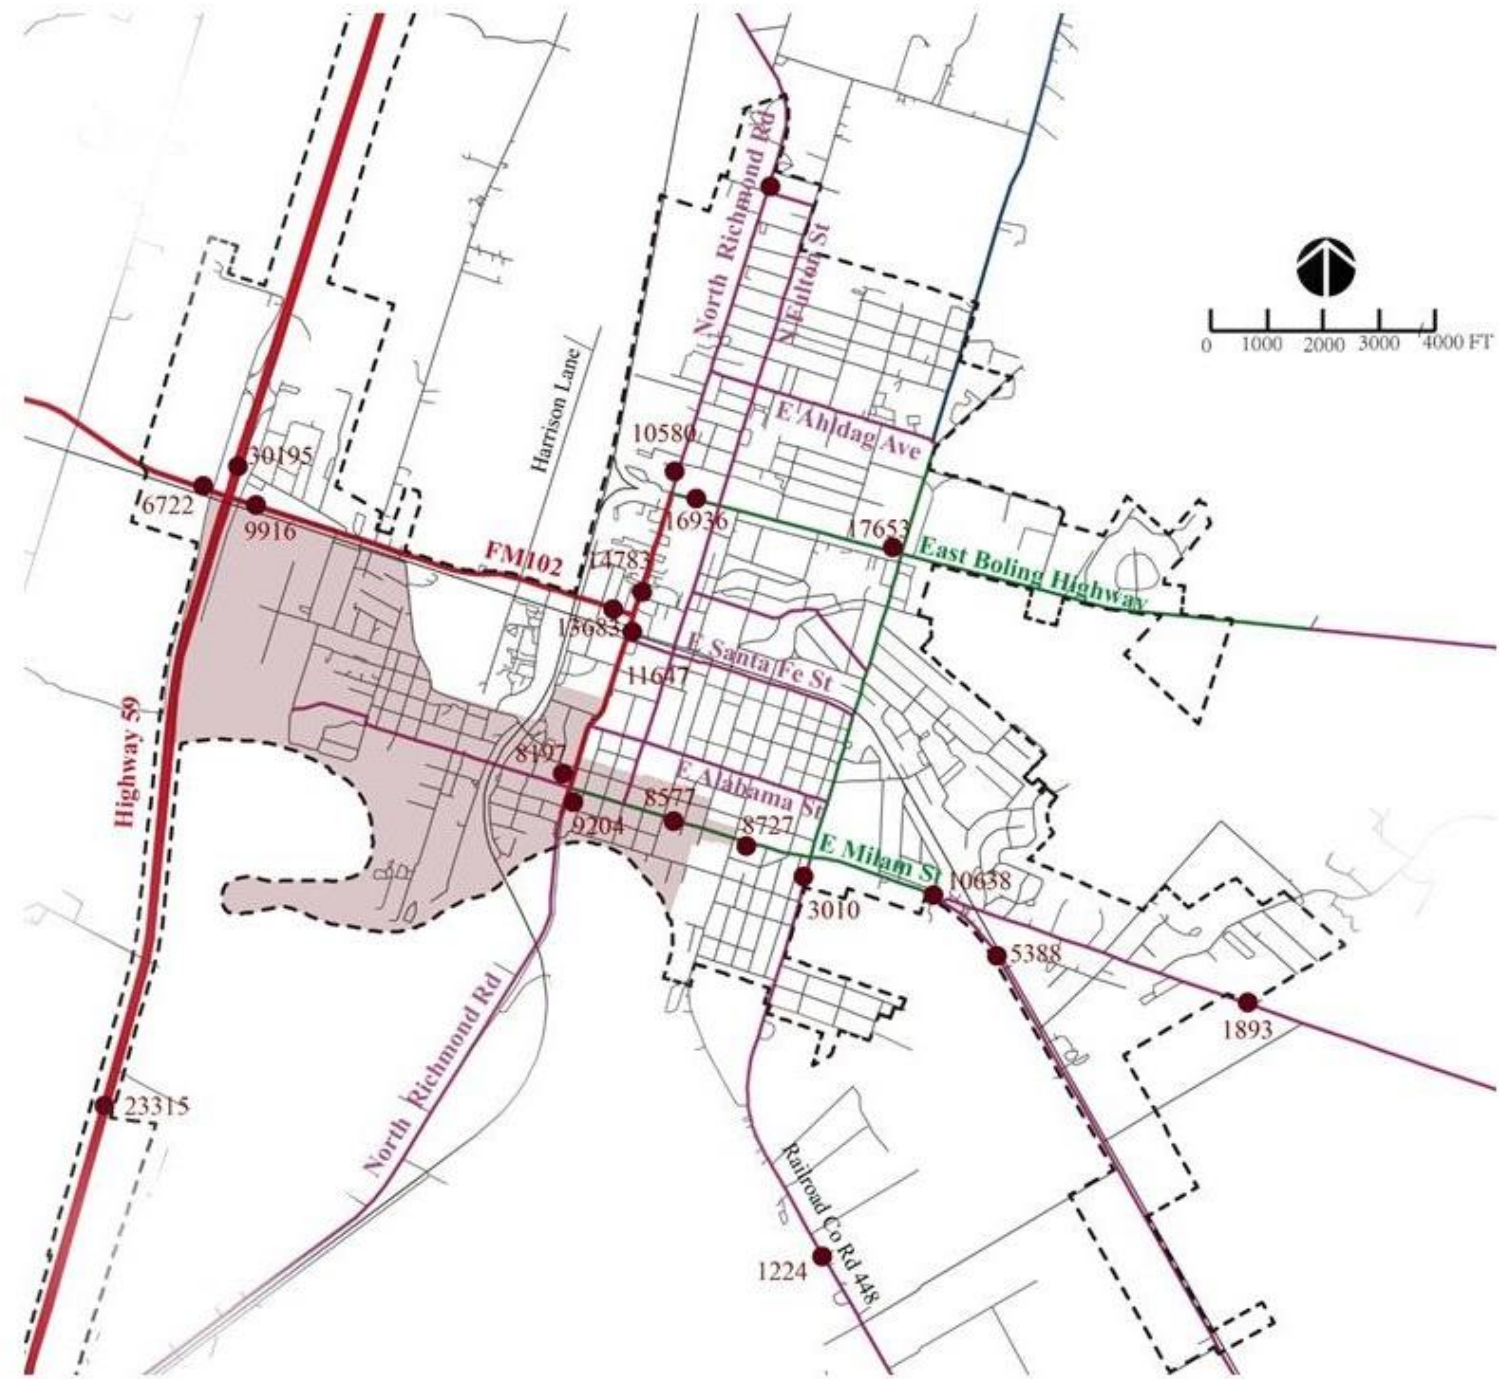 North Richmond Rd
N Fulton St
0 1000 2000 3000 4000 FT
Harrison Lane
E Ahldag Ave
10580
30195
6722
9916
16936
17653
East Boling Highway
FM102
14783
13683
11647
E Santa Fe St
Highway 59
8197
E Alabama St
8577
9204
8727
E Milam St
10638
3010
5388
1893
North Richmond Rd
23315
Railroad Co Rd 448
1224